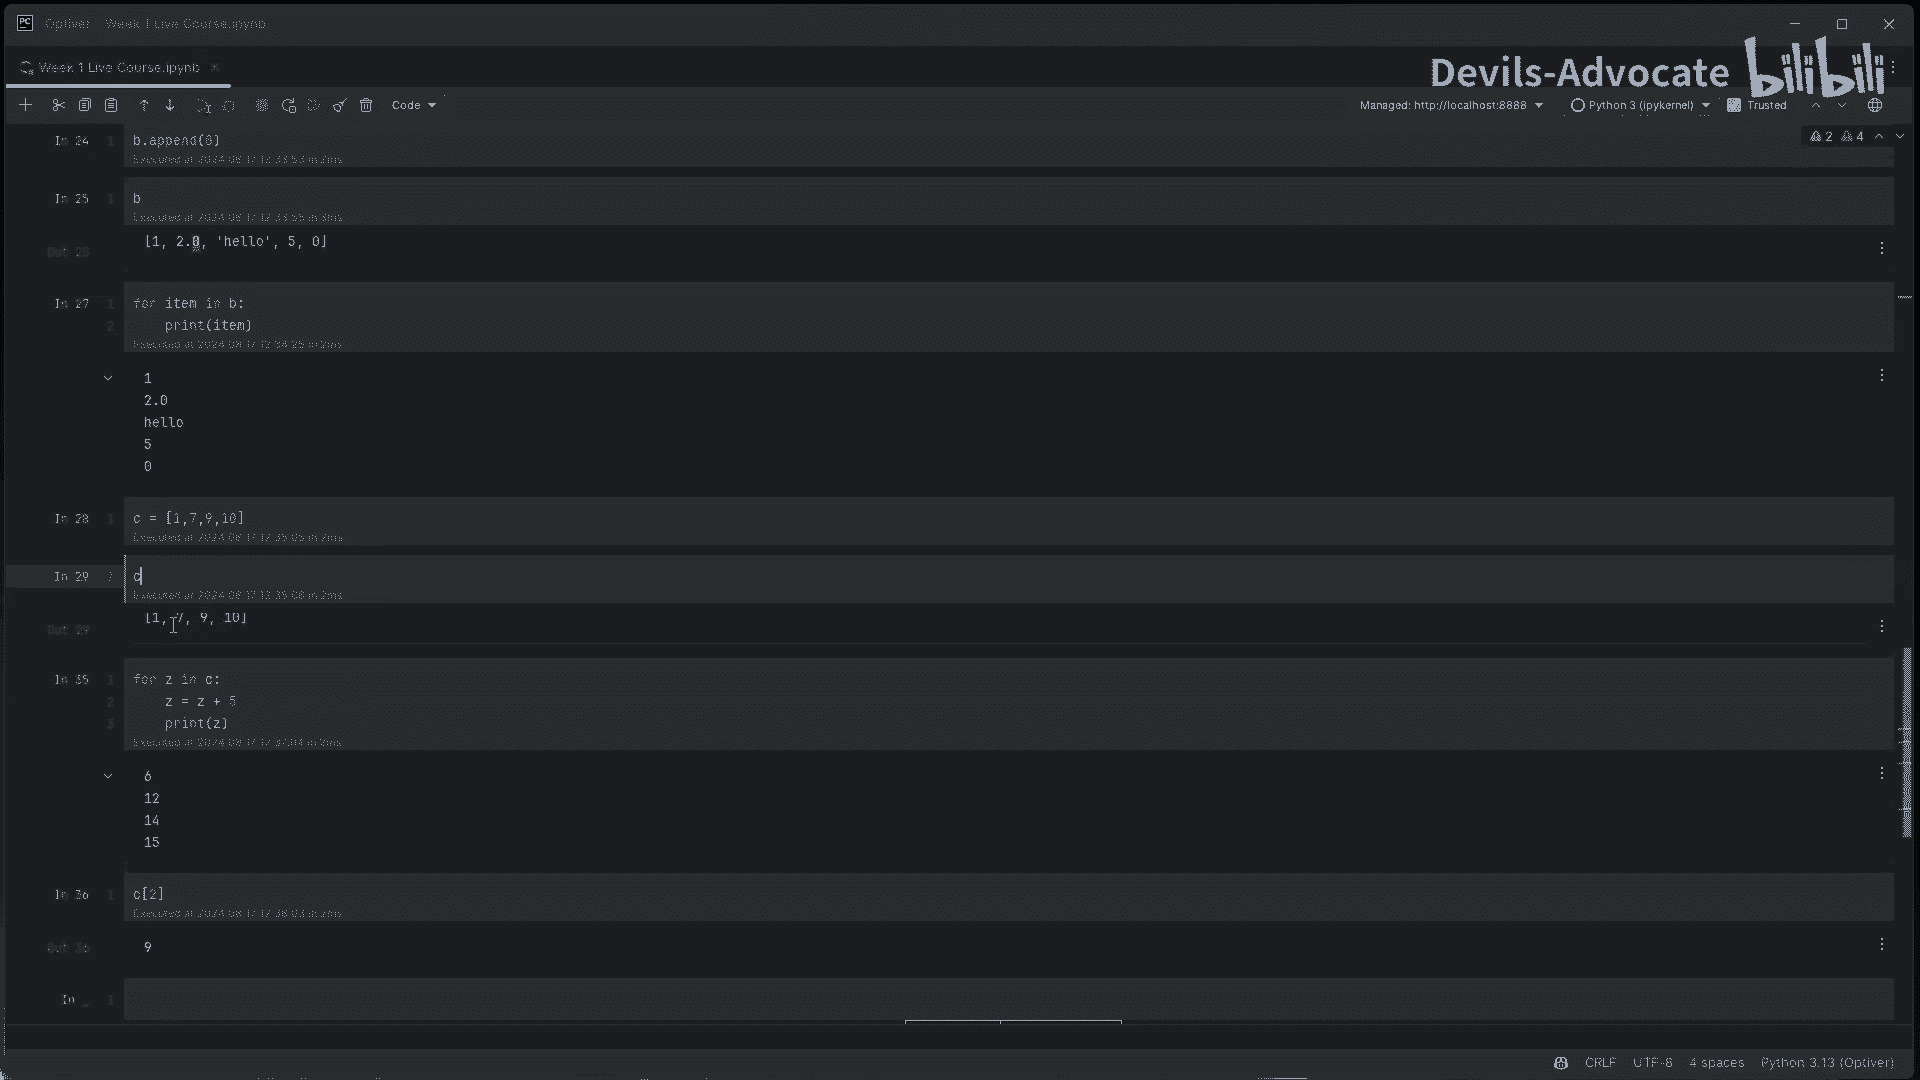 Optiver Week 1 Live Course.ipynb
Week 1 Live Course.ipynb
Devils-Advocate bilibili
Code
Managed: http://localhost:8888 Python 3 (ipykernel) Trusted
2 4
In 24 1 b.append(0)
Executed at 2024.08.17 12:33:53 in 2ms
In 25 1 b
Executed at 2024.08.17 12:33:55 in 3ms
[1, 2.0, 'hello', 5, 0]
Out 25
In 27 1 for item in b:
2 print(item)
Executed at 2024.08.17 12:34:25 in 2ms
1
2.0
hello
5
0
In 28 1 c = [1,7,9,10]
Executed at 2024.08.17 12:35:05 in 2ms
In 29 c
Executed at 2024.08.17 12:35:08 in 2ms
[1, 7, 9, 10]
Out 29
In 35 1 for z in c:
2 z = z + 5
3 print(z)
Executed at 2024.08.17 12:37:04 in 2ms
6
12
14
15
In 36 1 c[2]
Executed at 2024.08.17 12:38:03 in
Out 36
9
In _ 1
CRLF UTF-8 4 spaces Python 3.13 (Optiver)